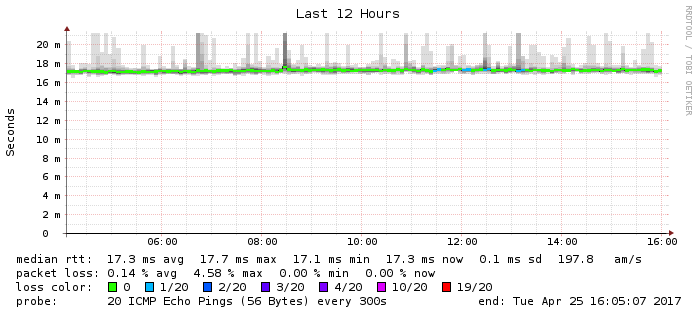 Last 12 Hours
RRDTOOL / TOBI OETIKER
Seconds
20 m
18 m
16 m
14 m
12 m
10 m
8 m
6 m
4 m
2 m
0
06:00 08:00 10:00 12:00 14:00 16:00
median rtt: 17.3 ms avg 17.7 ms max 17.1 ms min 17.3 ms now 0.1 ms sd 197.8 am/s
packet loss: 0.14 % avg 4.58 % max 0.00 % min 0.00 % now
loss color: 0 1/20 2/20 3/20 4/20 10/20 19/20
probe: 20 ICMP Echo Pings (56 Bytes) every 300s end: Tue Apr 25 16:05:07 2017